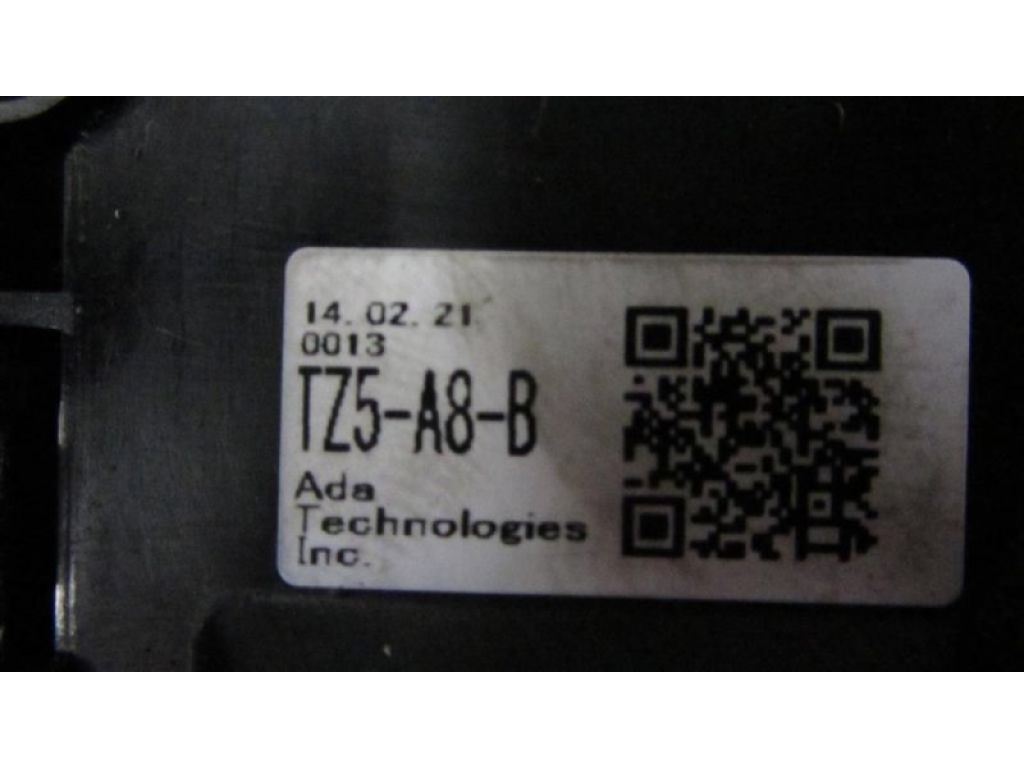 14. 02. 21
0013
TZ5-A8-B
Ada
Technologies
Inc.